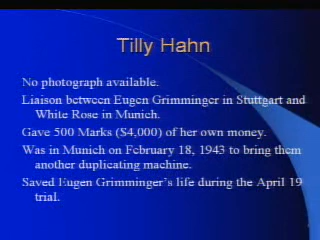 Tilly Hahn
No photograph available.
Liaison between Eugen Grimminger in Stuttgart and
White Rose in Munich.
Gave 500 Marks ($4,000) of her own money.
Was in Munich on February 18, 1943 to bring them
another duplicating machine.
Saved Eugen Grimminger's life during the April 19
trial.